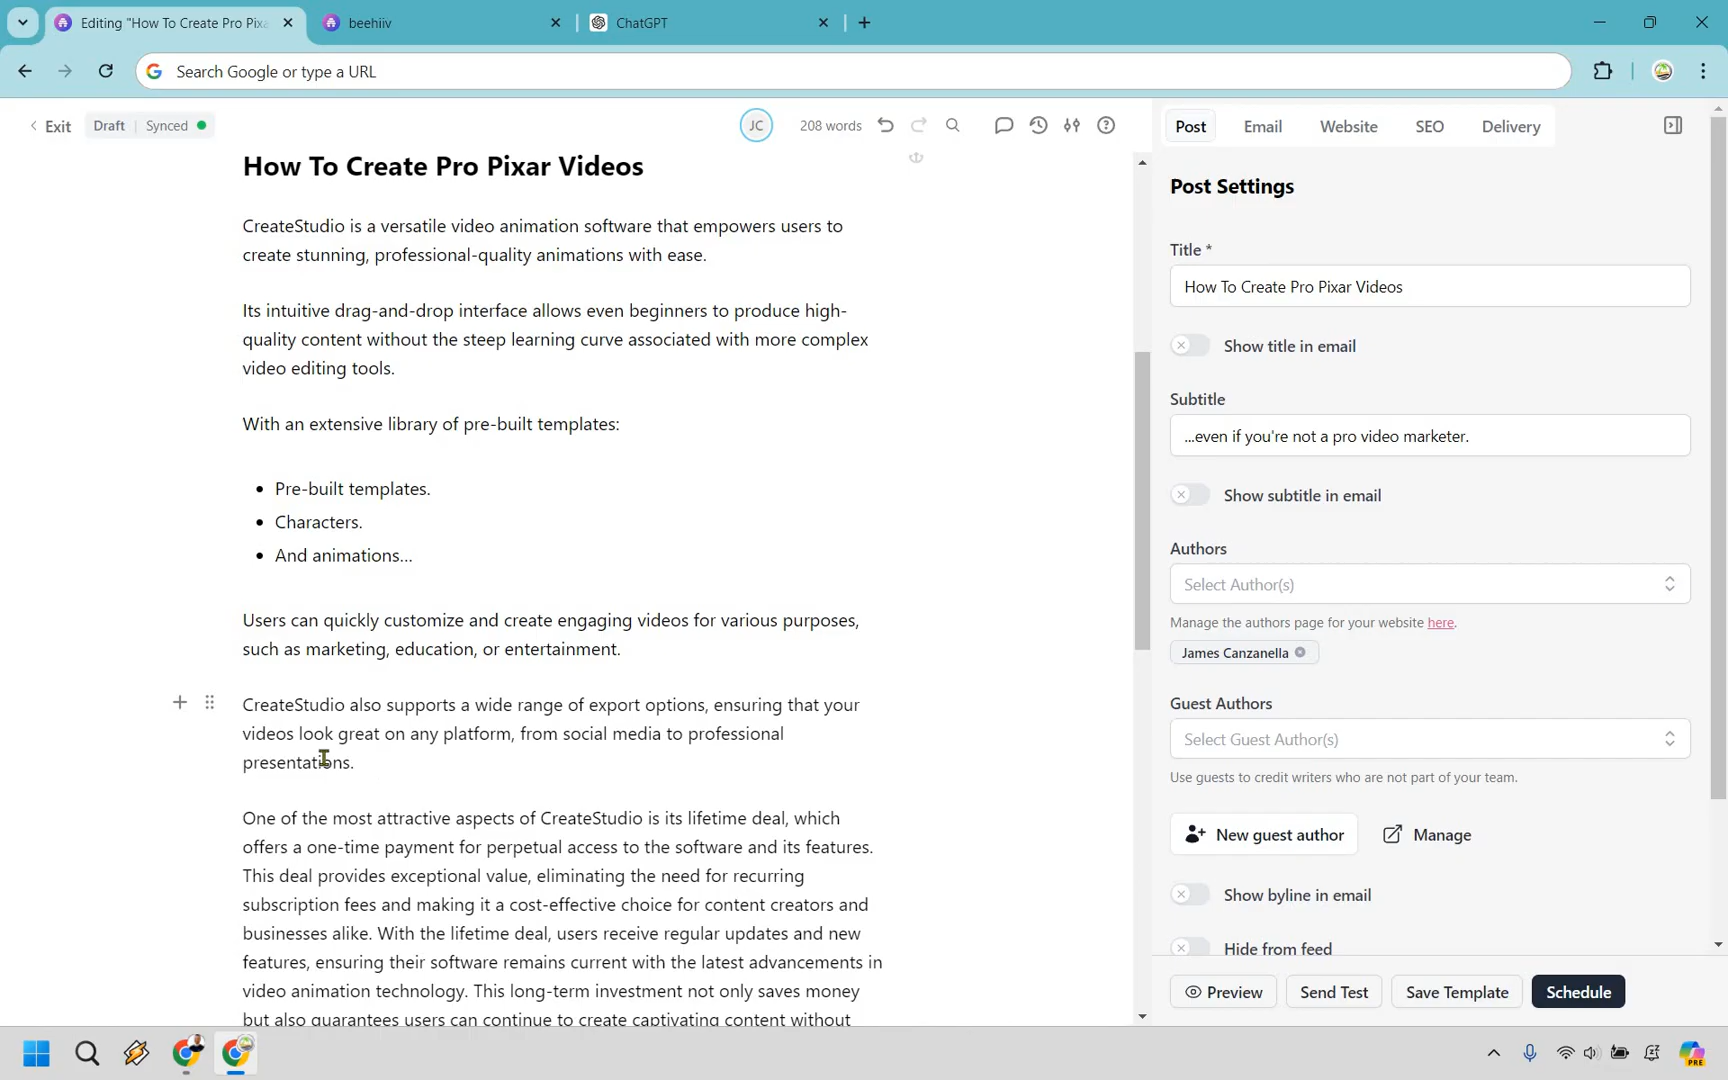 Editing "How To Create Pro Pixa
beehiiv
ChatGPT
Search Google or type a URL
Exit
Draft
Synced
JC
208 words
Post
Email
Website
SEO
Delivery
How To Create Pro Pixar Videos
CreateStudio is a versatile video animation software that empowers users to
create stunning, professional-quality animations with ease.
Its intuitive drag-and-drop interface allows even beginners to produce high-
quality content without the steep learning curve associated with more complex
video editing tools.
With an extensive library of pre-built templates:
Pre-built templates.
Characters.
And animations...
Users can quickly customize and create engaging videos for various purposes,
such as marketing, education, or entertainment.
CreateStudio also supports a wide range of export options, ensuring that your
videos look great on any platform, from social media to professional
presentations.
One of the most attractive aspects of CreateStudio is its lifetime deal, which
offers a one-time payment for perpetual access to the software and its features.
This deal provides exceptional value, eliminating the need for recurring
subscription fees and making it a cost-effective choice for content creators and
businesses alike. With the lifetime deal, users receive regular updates and new
features, ensuring their software remains current with the latest advancements in
video animation technology. This long-term investment not only saves money
but also guarantees users can continue to create captivating content without
Post Settings
Title *
How To Create Pro Pixar Videos
Show title in email
Subtitle
...even if you're not a pro video marketer.
Show subtitle in email
Authors
Select Author(s)
Manage the authors page for your website here.
James Canzanella
Guest Authors
Select Guest Author(s)
Use guests to credit writers who are not part of your team.
New guest author
Manage
Show byline in email
Hide from feed
Preview
Send Test
Save Template
Schedule
PRE